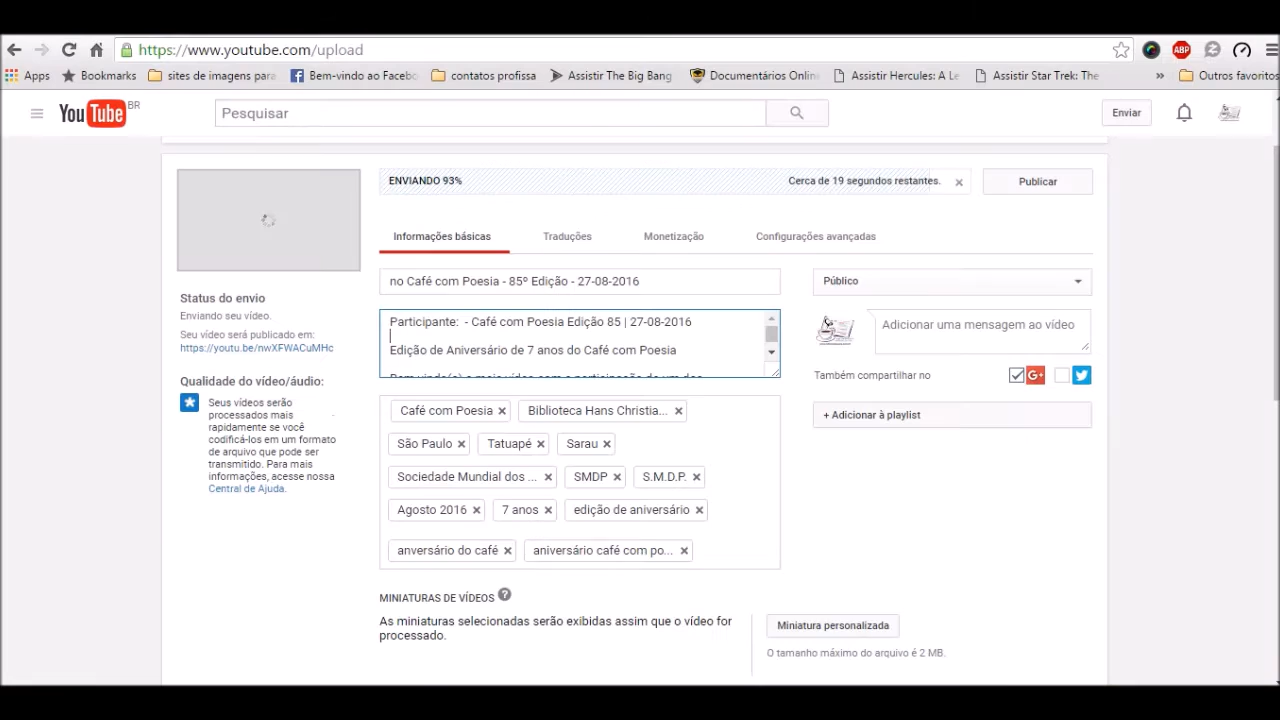 https://www.youtube.com/upload
ABP
Apps Bookmarks sites de imagens para Bem-vindo ao Facebo contatos profissa Assistir The Big Bang Documentários Onlin Assistir Hercules: A Le Assistir Star Trek: The » Outros favoritos
YouTube BR Pesquisar Enviar
ENVIANDO 93% Cerca de 19 segundos restantes. Publicar
Informações básicas Traduções Monetização Configurações avançadas
no Café com Poesia - 85º Edição - 27-08-2016 Público
Status do envio
Enviando seu vídeo.
Seu vídeo será publicado em:
https://youtu.be/nwXFWACuMHc
Participante:  - Café com Poesia Edição 85 | 27-08-2016
Edição de Aniversário de 7 anos do Café com Poesia
Adicionar uma mensagem ao vídeo
Também compartilhar no G+
+ Adicionar à playlist
Qualidade do vídeo/áudio:
Seus vídeos serão
processados mais
rapidamente se você
codificá-los em um formato
de arquivo que pode ser
transmitido. Para mais
informações, acesse nossa
Central de Ajuda.
Café com Poesia × Biblioteca Hans Christia... ×
São Paulo × Tatuapé × Sarau ×
Sociedade Mundial dos ... × SMDP × S.M.D.P. ×
Agosto 2016 × 7 anos × edição de aniversário ×
anversário do café × aniversário café com po... ×
MINIATURAS DE VÍDEOS ?
As miniaturas selecionadas serão exibidas assim que o vídeo for
processado.
Miniatura personalizada
O tamanho máximo do arquivo é 2 MB.